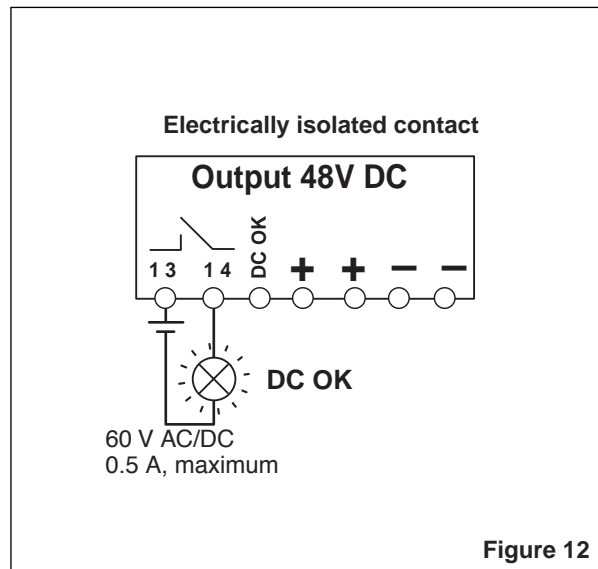 Electrically isolated contact
Output 48V DC
DC OK
13 14 + + − −
DC OK
60 V AC/DC
0.5 A, maximum
Figure 12